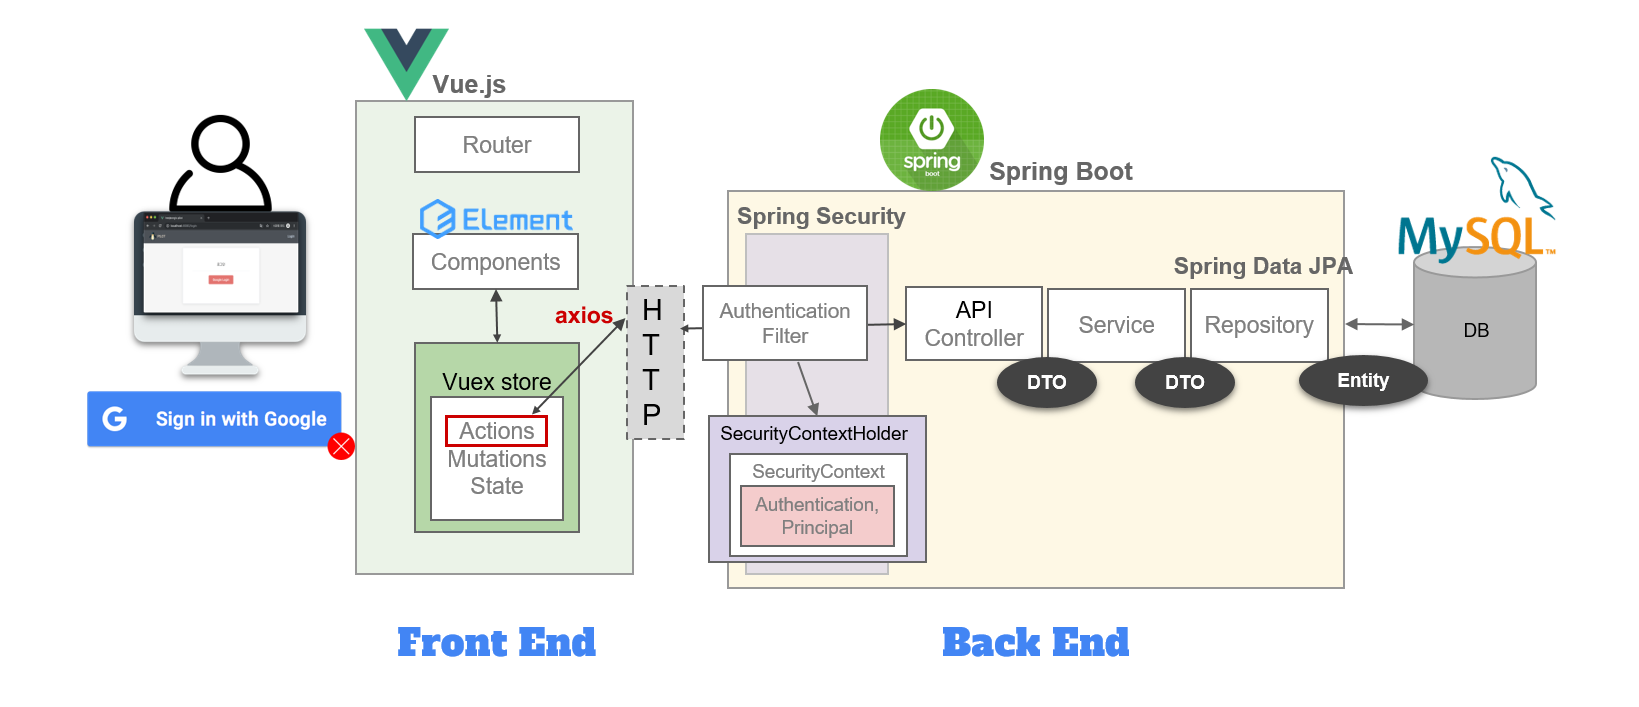 Vue.js
Router
Element
Components
axios
Vuex store
Actions
Mutations
State
Sign in with Google
H
T
T
P
spring
boot
Spring Boot
Spring Security
Authentication
Filter
SecurityContextHolder
SecurityContext
Authentication,
Principal
API
Controller
Service
Spring Data JPA
Repository
DTO
DTO
Entity
MySQL™
DB
Front End
Back End